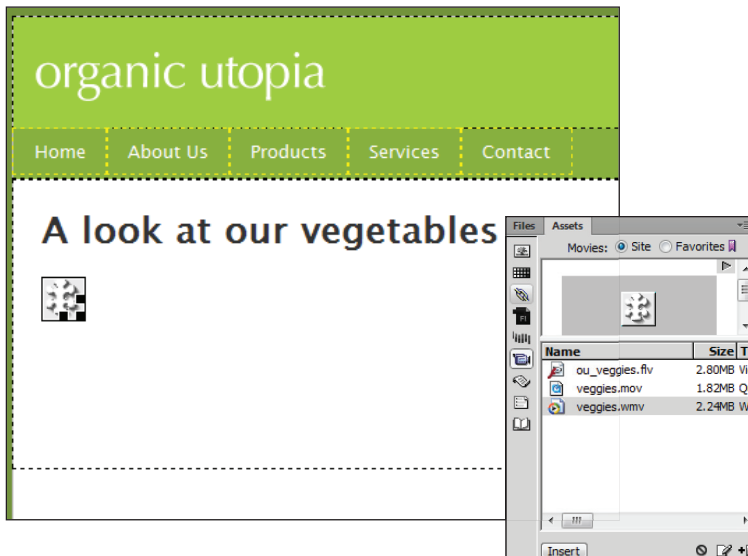 organic utopia
Home About Us Products Services Contact
A look at our vegetables
Files Assets
Movies: Site Favorites
Name Size T
ou_veggies.flv 2.80MB Vi
veggies.mov 1.82MB Q
veggies.wmv 2.24MB W
Insert